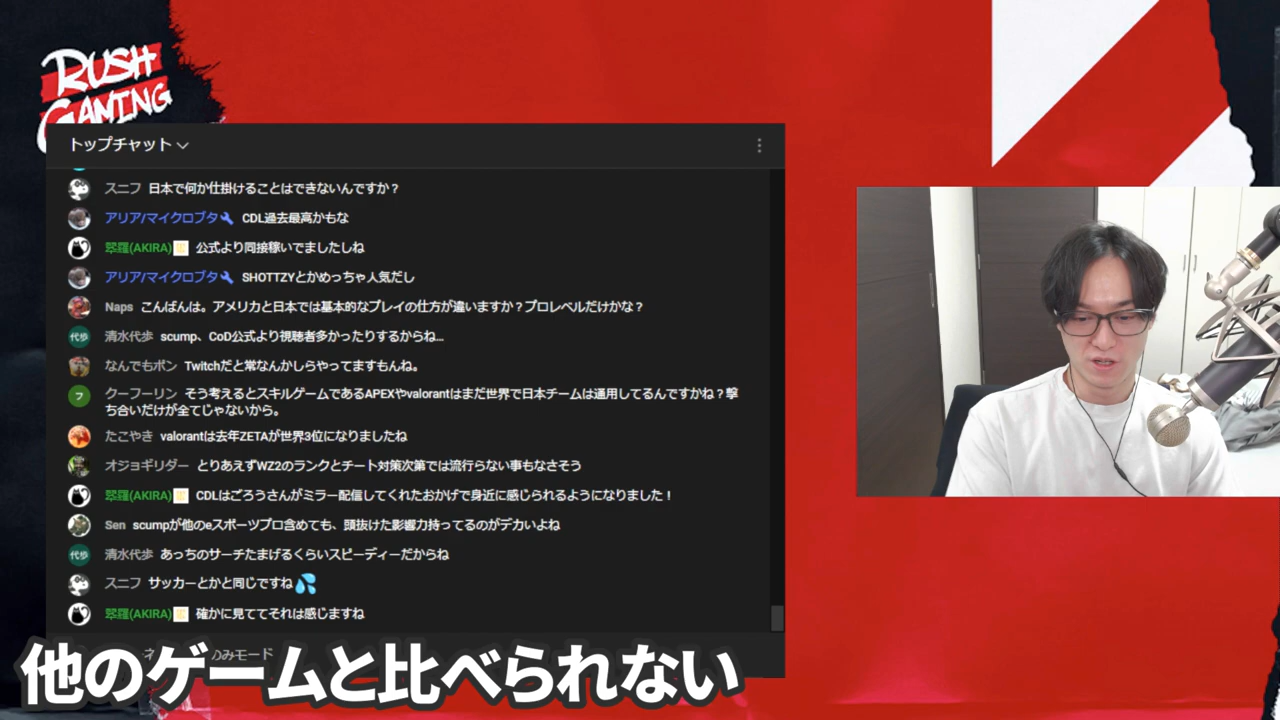 RUSH
GAMING
トップチャット
スニフ 日本で何か仕掛けることはできないんですか？
アリア/マイクロブタ CDL過去最高かもな
翠羅(AKIRA) 公式より同接稼いでましたしね
アリア/マイクロブタ SHOTTZYとかめっちゃ人気だし
Naps こんばんは。アメリカと日本では基本的なプレイの仕方が違いますか？プロレベルだけかな？
代歩 清水代歩 scump、CoD公式より視聴者多かったりするからね...
なんでもポン Twitchだと常なんかしらやってますもんね。
フ クーフーリン そう考えるとスキルゲームであるAPEXやvalorantはまだ世界で日本チームは通用してるんですかね？撃
ち合いだけが全てじゃないから。
たこやき valorantは去年ZETAが世界3位になりましたね
オジョギリダー とりあえずWZ2のランクとチート対策次第では流行らない事もなさそう
翠羅(AKIRA) CDLはごろうさんがミラー配信してくれたおかげで身近に感じられるようになりました！
Sen scumpが他のeスポーツプロ含めても、頭抜けた影響力持ってるのがデカいよね
代歩 清水代歩 あっちのサーチたまげるくらいスピーディーだからね
スニフ サッカーとかと同じですね💦
翠羅(AKIRA) 確かに見ててそれは感じますね
のみモード
他のゲームと比べられない